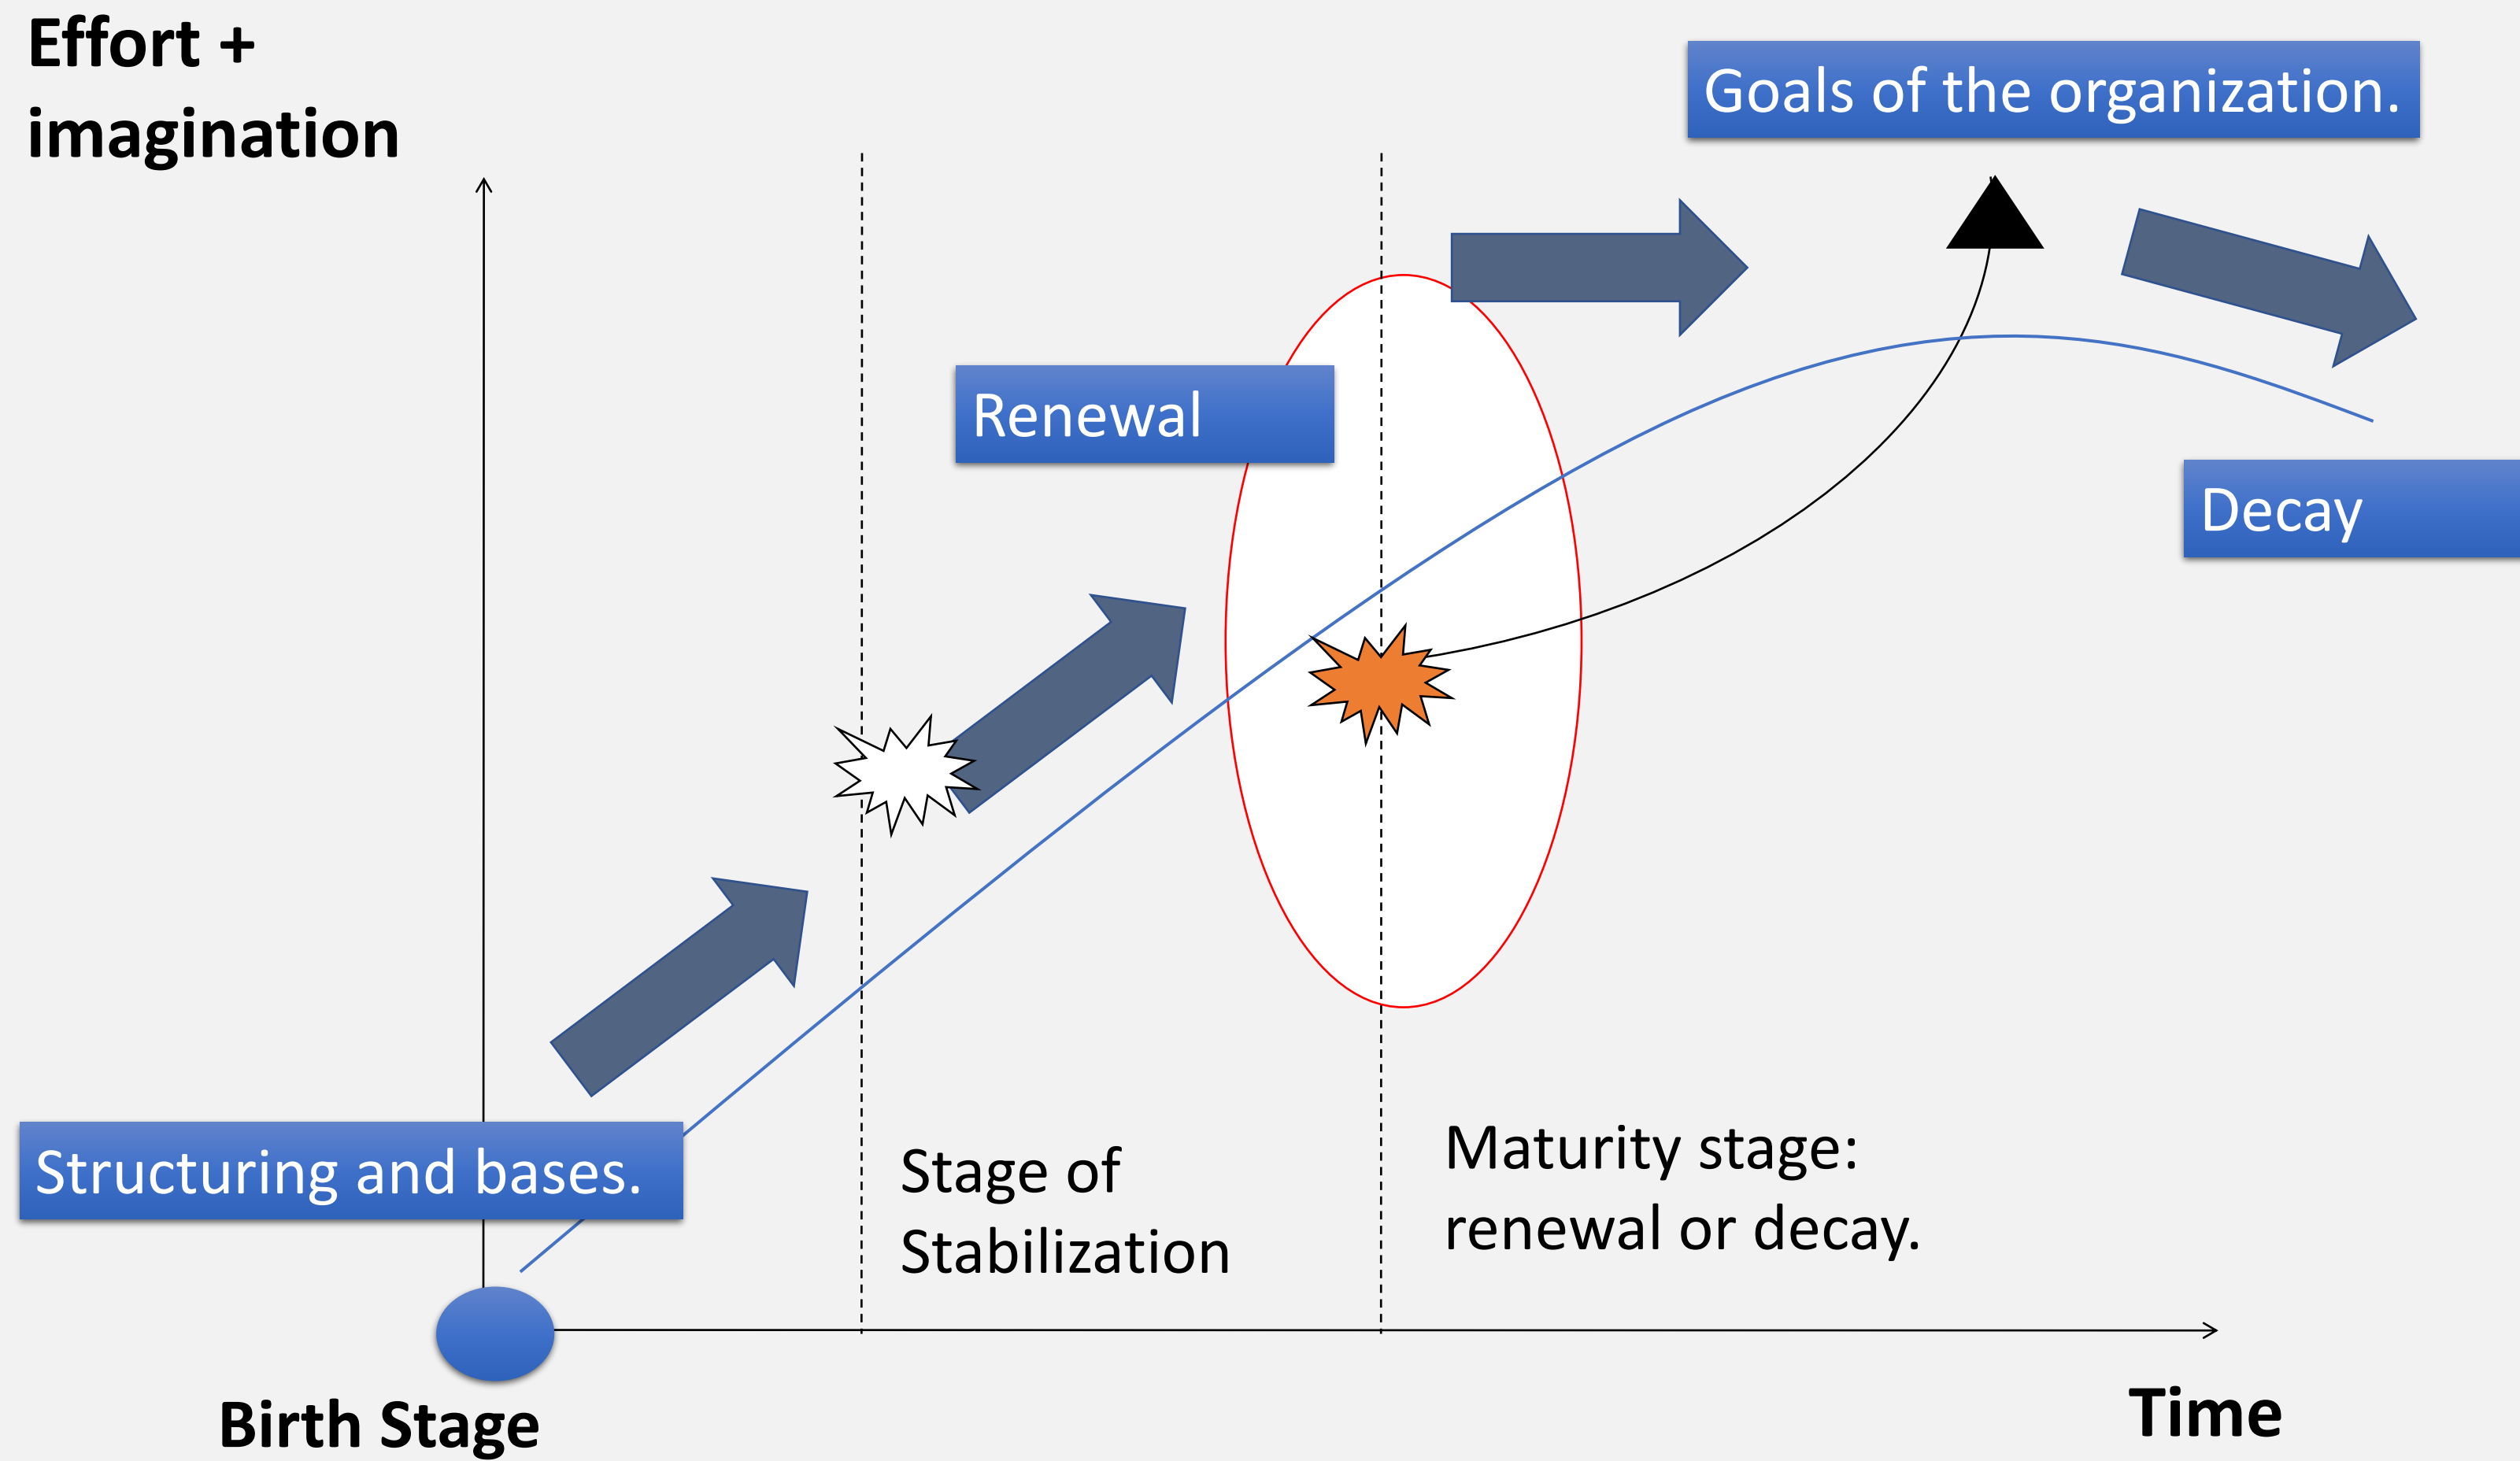 Effort +
imagination
Goals of the organization.
Renewal
Decay
Structuring and bases.
Stage of
Stabilization
Maturity stage:
renewal or decay.
Birth Stage
Time